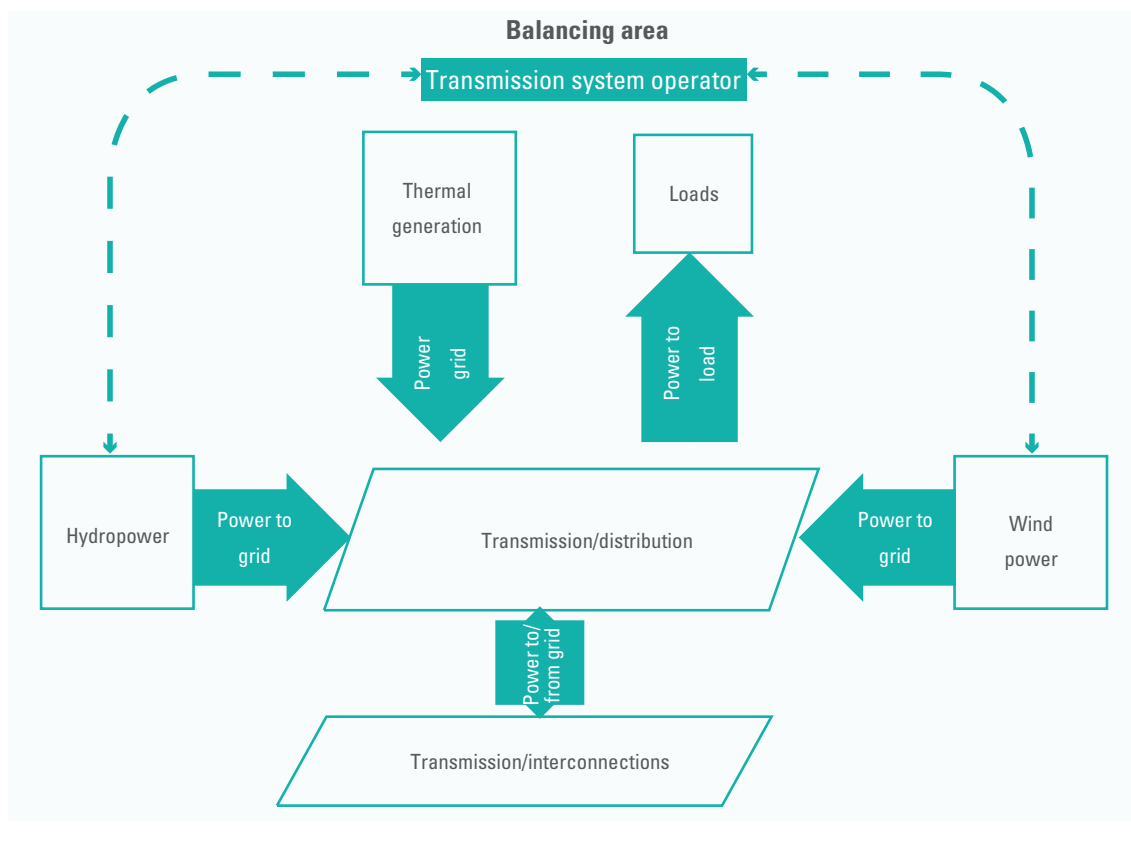 Balancing area
Transmission system operator
Thermal
generation
Loads
Power
grid
Power to
load
Hydropower
Power to
grid
Transmission/distribution
Power to
grid
Wind
power
Power to/
from grid
Transmission/interconnections